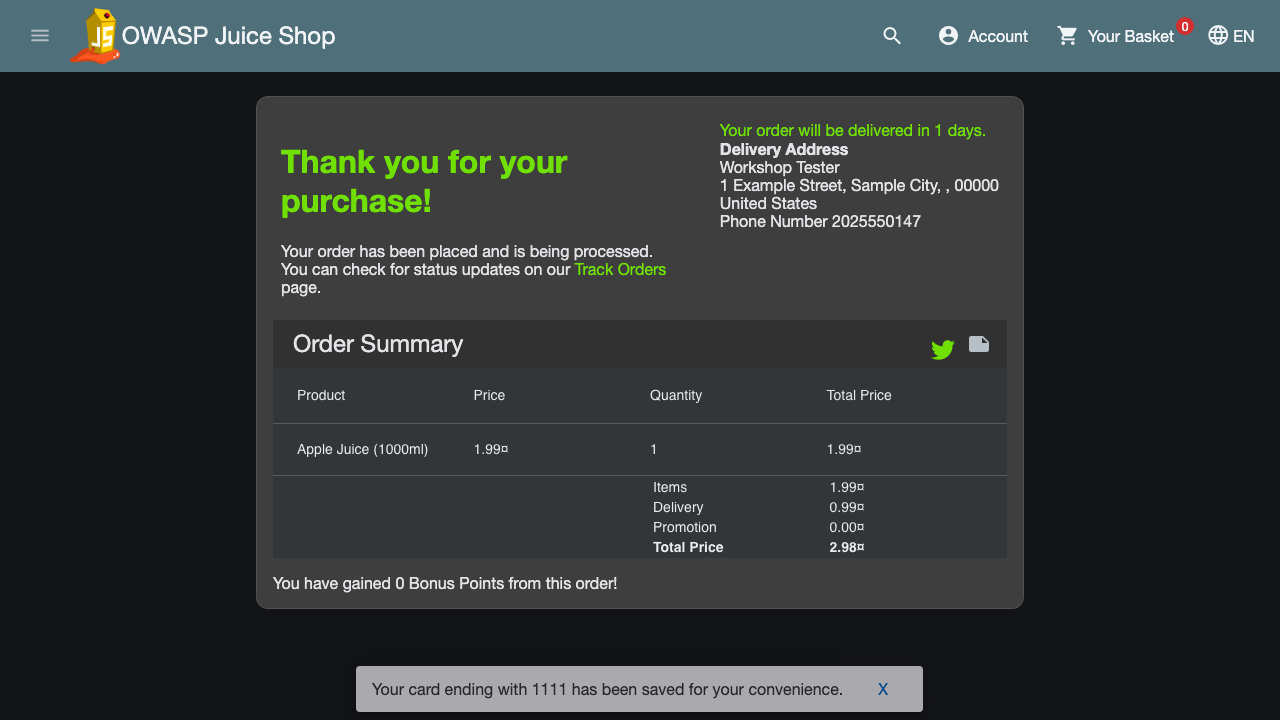 JS OWASP Juice Shop
Account
Your Basket 0
EN
Thank you for your
purchase!
Your order has been placed and is being processed.
You can check for status updates on our Track Orders
page.
Your order will be delivered in 1 days.
Delivery Address
Workshop Tester
1 Example Street, Sample City, , 00000
United States
Phone Number 2025550147
Order Summary
Product Price Quantity Total Price
Apple Juice (1000ml) 1.99¤ 1 1.99¤
Items 1.99¤
Delivery 0.99¤
Promotion 0.00¤
Total Price 2.98¤
You have gained 0 Bonus Points from this order!
Your card ending with 1111 has been saved for your convenience. X